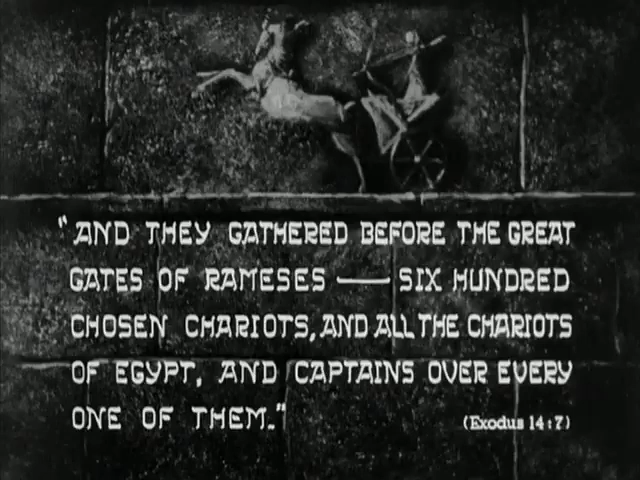 "AND THEY GATHERED BEFORE THE GREAT
GATES OF RAMESES — SIX HUNDRED
CHOSEN CHARIOTS, AND ALL THE CHARIOTS
OF EGYPT, AND CAPTAINS OVER EVERY
ONE OF THEM."
(Exodus 14:7)